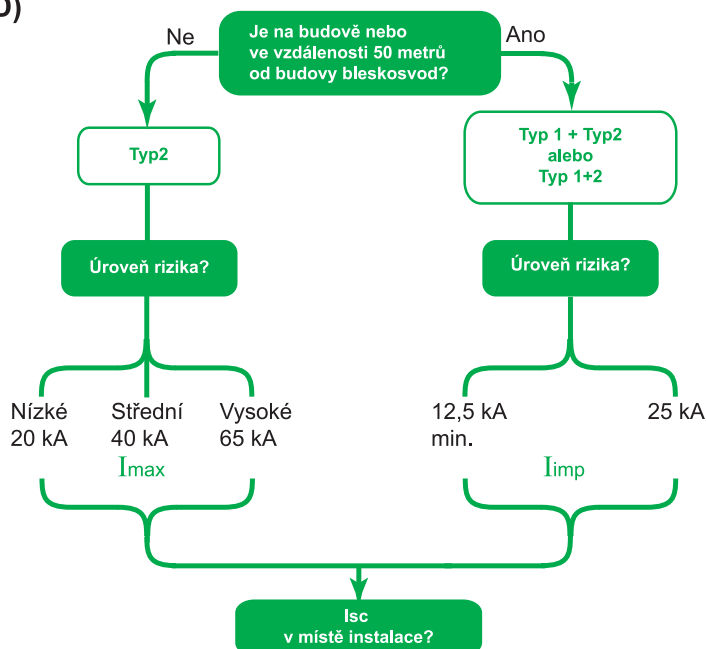 D)
Je na budově nebo
ve vzdálenosti 50 metrů
od budovy bleskosvod?
Ne
Ano
Typ2
Typ 1 + Typ2
alebo
Typ 1+2
Úroveň rizika?
Úroveň rizika?
Nízké
20 kA
Střední
40 kA
Vysoké
65 kA
Imax
12,5 kA
min.
25 kA
Iimp
Isc
v místě instalace?